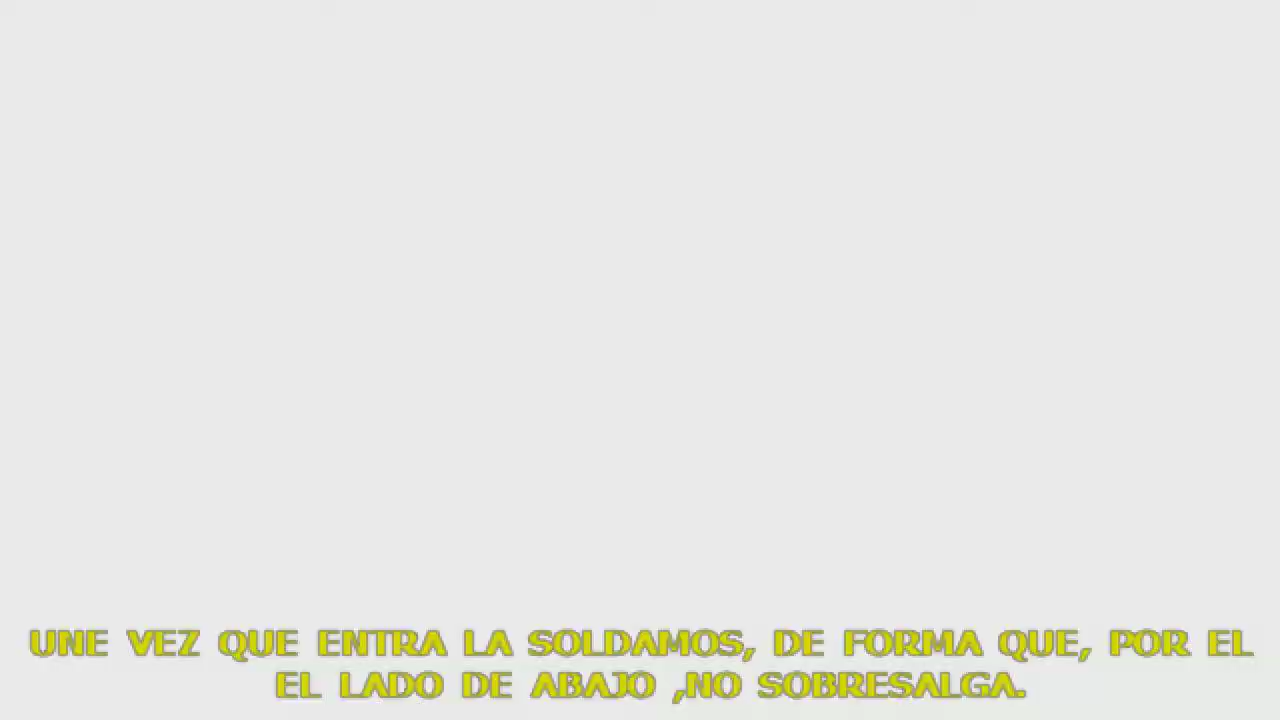 UNE VEZ QUE ENTRA LA SOLDAMOS, DE FORMA QUE, POR EL
EL LADO DE ABAJO ,NO SOBRESALGA.